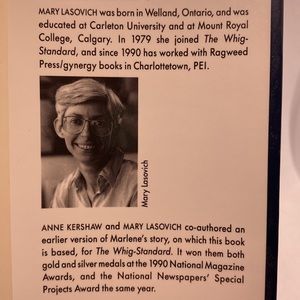 MARY LASOVICH was born in Welland, Ontario, and was
educated at Carleton University and at Mount Royal
College, Calgary. In 1979 she joined The Whig-
Standard, and since 1990 has worked with Ragweed
Press/gynergy books in Charlottetown, PEI.
Mary Lasovich
ANNE KERSHAW and MARY LASOVICH co-authored an
earlier version of Marlene's story, on which this book
is based, for The Whig-Standard. It won them both
gold and silver medals at the 1990 National Magazine
Awards, and the National Newspapers' Special
Projects Award the same year.